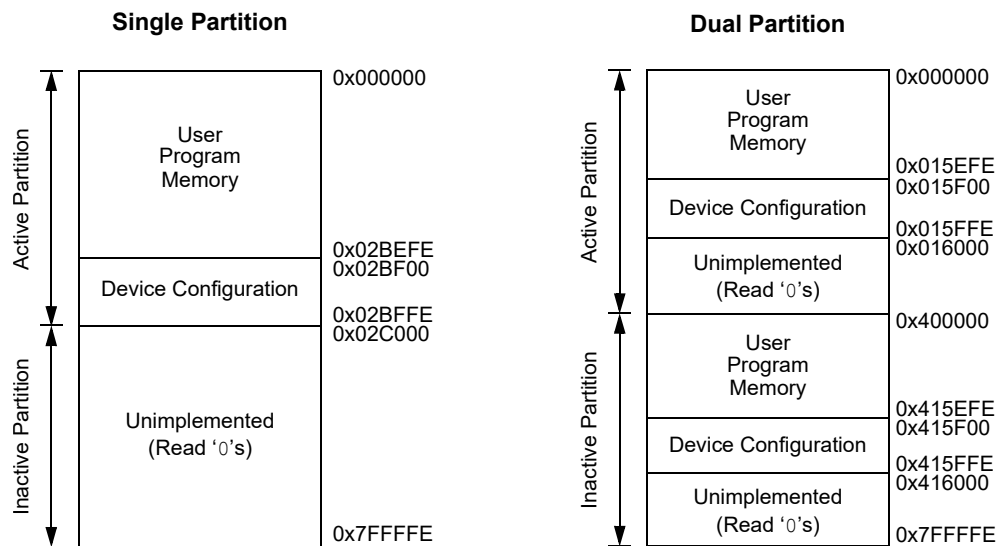 Single Partition
Active Partition
Inactive Partition
0x000000
User
Program
Memory
0x02BEFE
0x02BF00
Device Configuration
0x02BFFE
0x02C000
Unimplemented
(Read ‘0’s)
0x7FFFFE
Dual Partition
Active Partition
Inactive Partition
0x000000
User
Program
Memory
0x015EFE
0x015F00
Device Configuration
0x015FFE
0x016000
Unimplemented
(Read ‘0’s)
0x400000
User
Program
Memory
0x415EFE
0x415F00
Device Configuration
0x415FFE
0x416000
Unimplemented
(Read ‘0’s)
0x7FFFFE